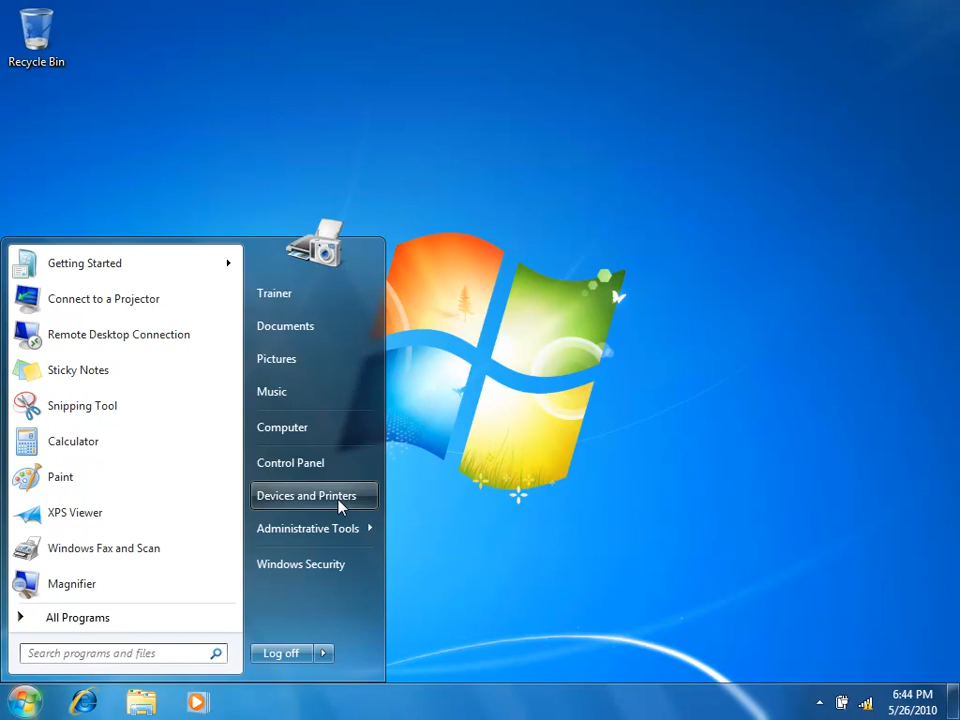 Recycle Bin
Getting Started
Connect to a Projector
Remote Desktop Connection
Sticky Notes
Snipping Tool
Calculator
Paint
XPS Viewer
Windows Fax and Scan
Magnifier
All Programs
Search programs and files
Trainer
Documents
Pictures
Music
Computer
Control Panel
Devices and Printers
Administrative Tools
Windows Security
Log off
6:44 PM
5/26/2010